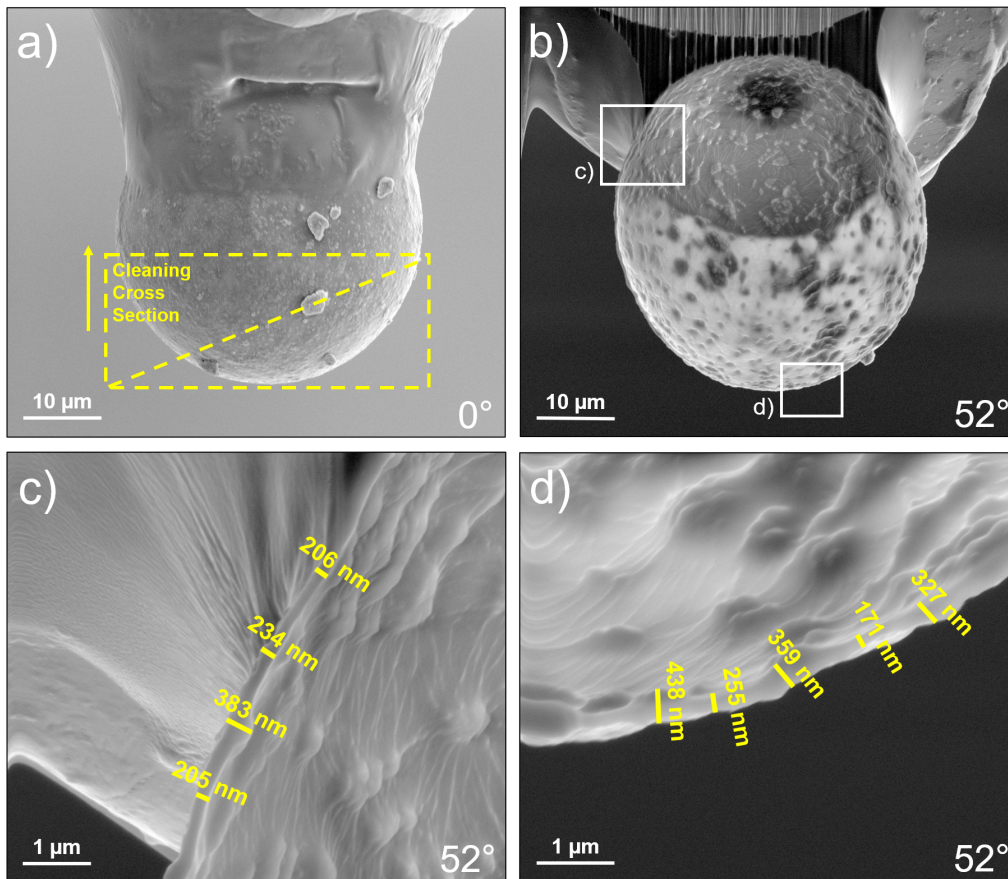 a)
Cleaning
Cross
Section
10 µm
0°
b)
c)
d)
10 µm
52°
c)
206 nm
234 nm
383 nm
205 nm
1 µm
52°
d)
327 nm
171 nm
359 nm
255 nm
438 nm
1 µm
52°